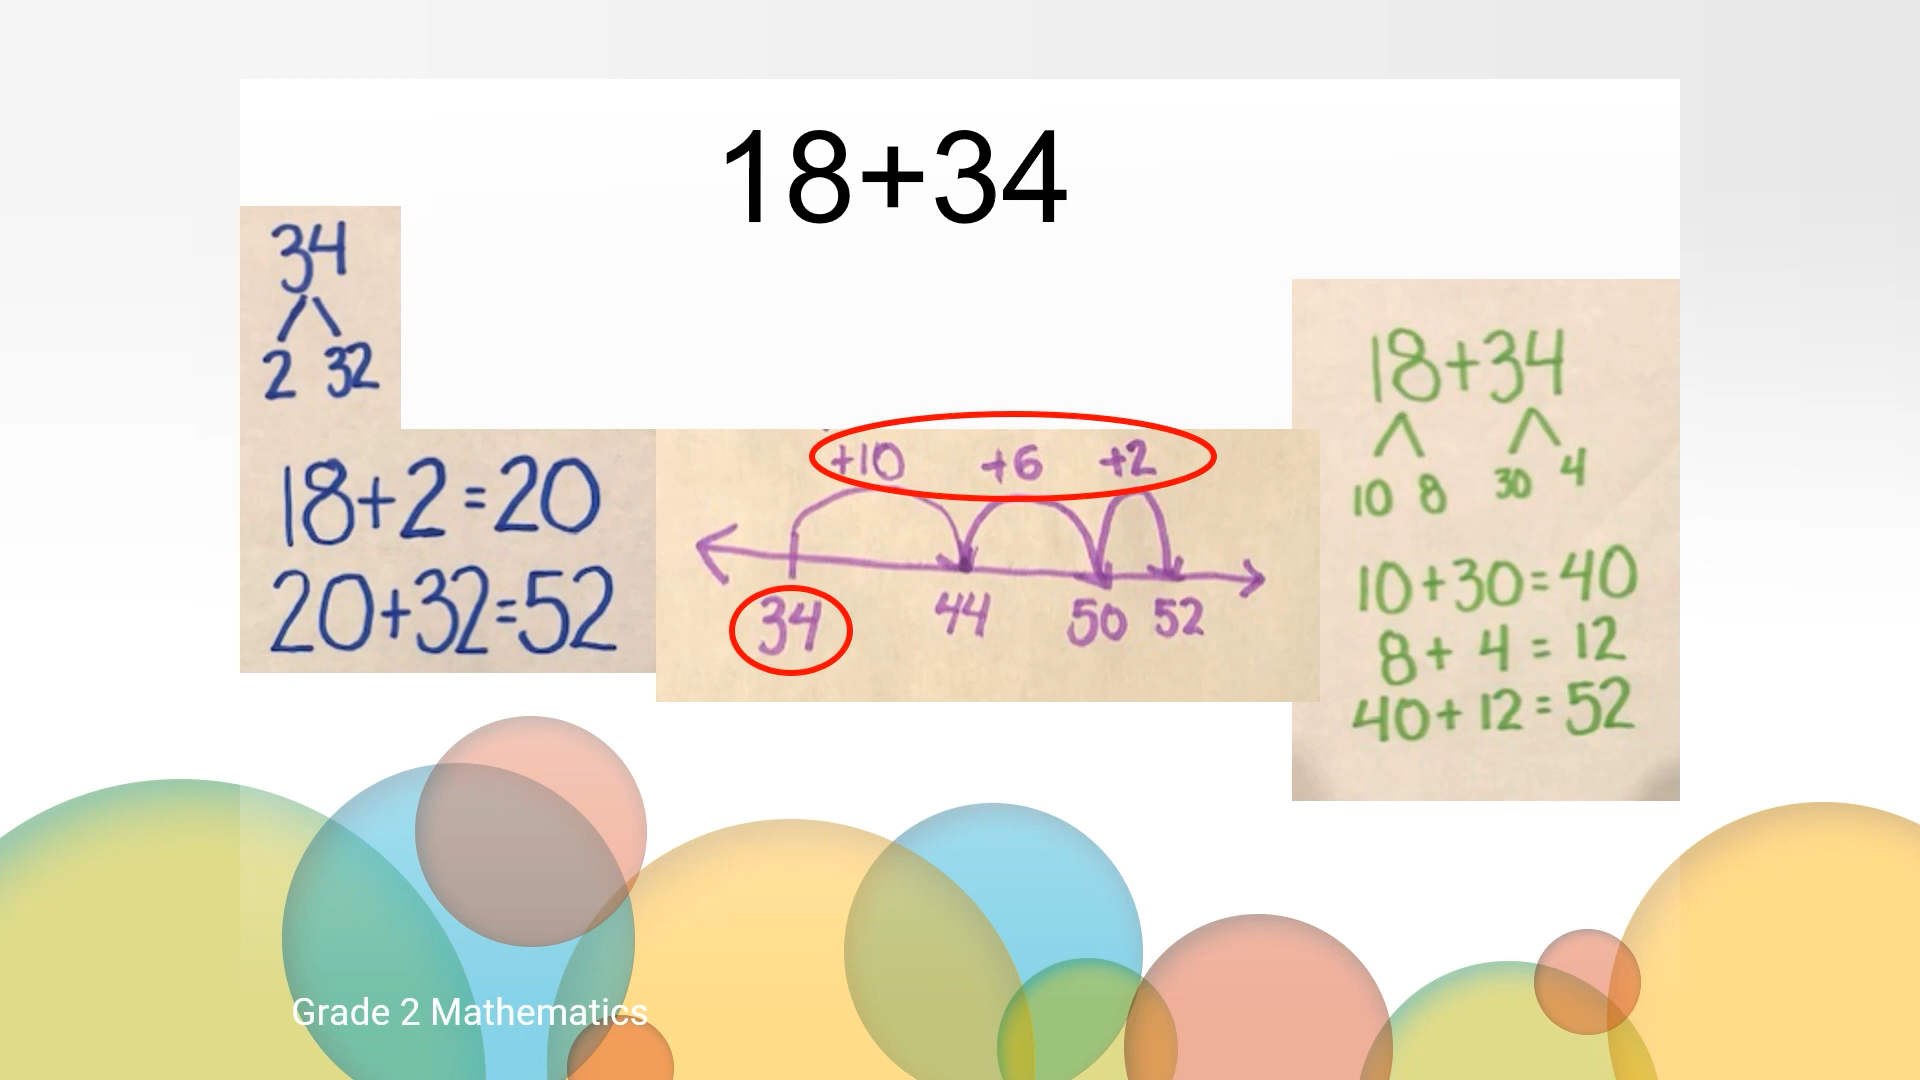 18+34
34
2 32
18+2=20
20+32=52
+10 +6 +2
34 44 50 52
18+34
10 8 30 4
10+30=40
8+ 4 = 12
40+12=52
Grade 2 Mathematics